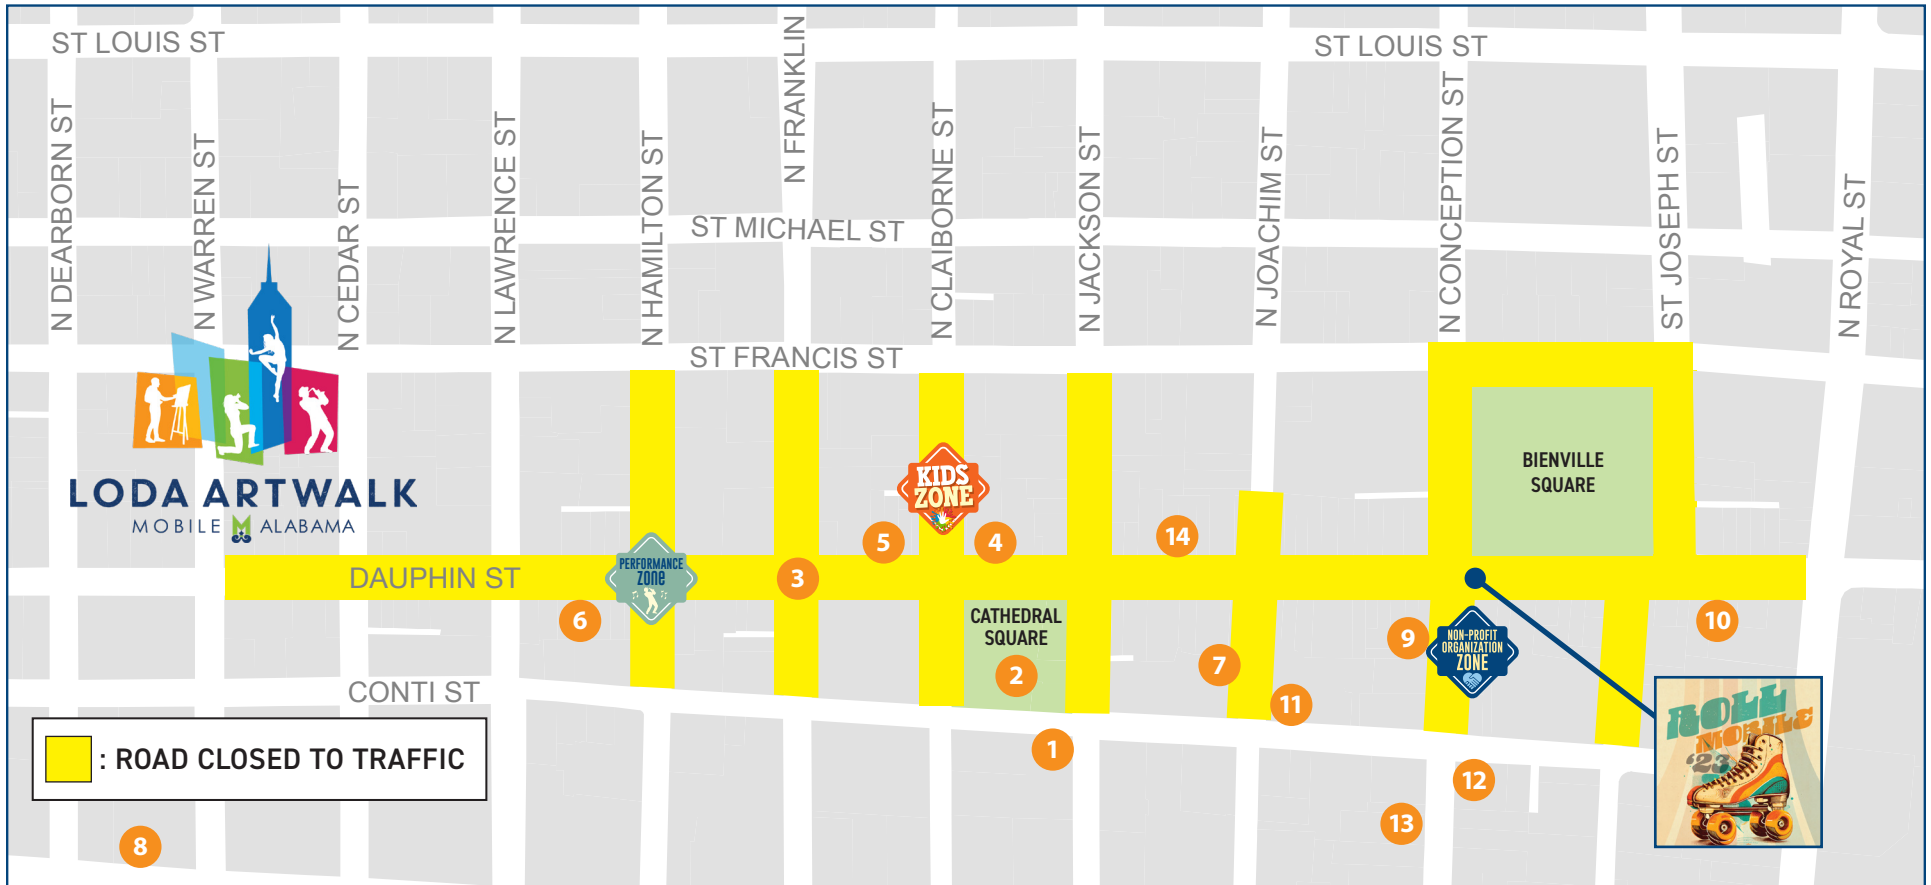 ST LOUIS ST
ST LOUIS ST
N DEARBORN ST
N WARREN ST
N CEDAR ST
N LAWRENCE ST
N HAMILTON ST
N FRANKLIN
N CLAIBORNE ST
N JACKSON ST
N JOACHIM ST
N CONCEPTION ST
ST JOSEPH ST
N ROYAL ST
ST MICHAEL ST
ST FRANCIS ST
LODA ARTWALK
MOBILE ALABAMA
KIDS
ZONE
BIENVILLE
SQUARE
5
4
14
DAUPHIN ST
PERFORMANCE
ZONE
3
6
CATHEDRAL
SQUARE
2
7
9
NON-PROFIT
ORGANIZATION
ZONE
10
11
CONTI ST
1
: ROAD CLOSED TO TRAFFIC
12
13
8
ROLL
MOBILE
'23